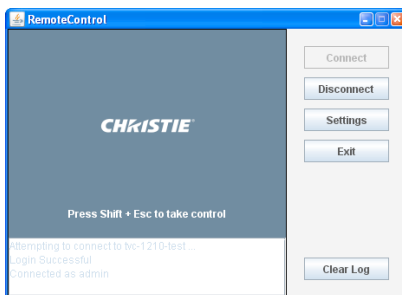 RemoteControl
Connect
Disconnect
CHRISTIE
Settings
Exit
Press Shift + Esc to take control
Attempting to connect to tvc-1210-test ...
Login Successful
Connected as admin
Clear Log